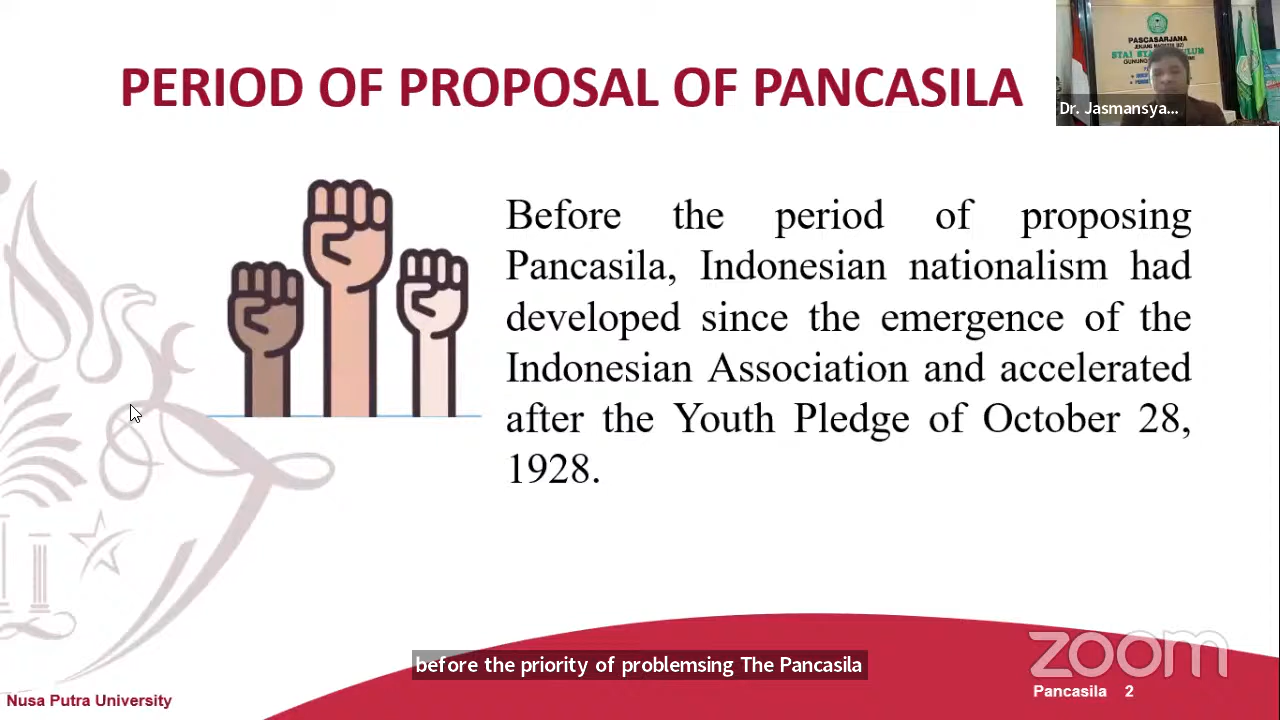 PERIOD OF PROPOSAL OF PANCASILA
PASCASARJANA
Dr. Jasmansya...
Before the period of proposing
Pancasila, Indonesian nationalism had
developed since the emergence of the
Indonesian Association and accelerated
after the Youth Pledge of October 28,
1928.
before the priority of problemsing The Pancasila
zoom
Pancasila 2
Nusa Putra University